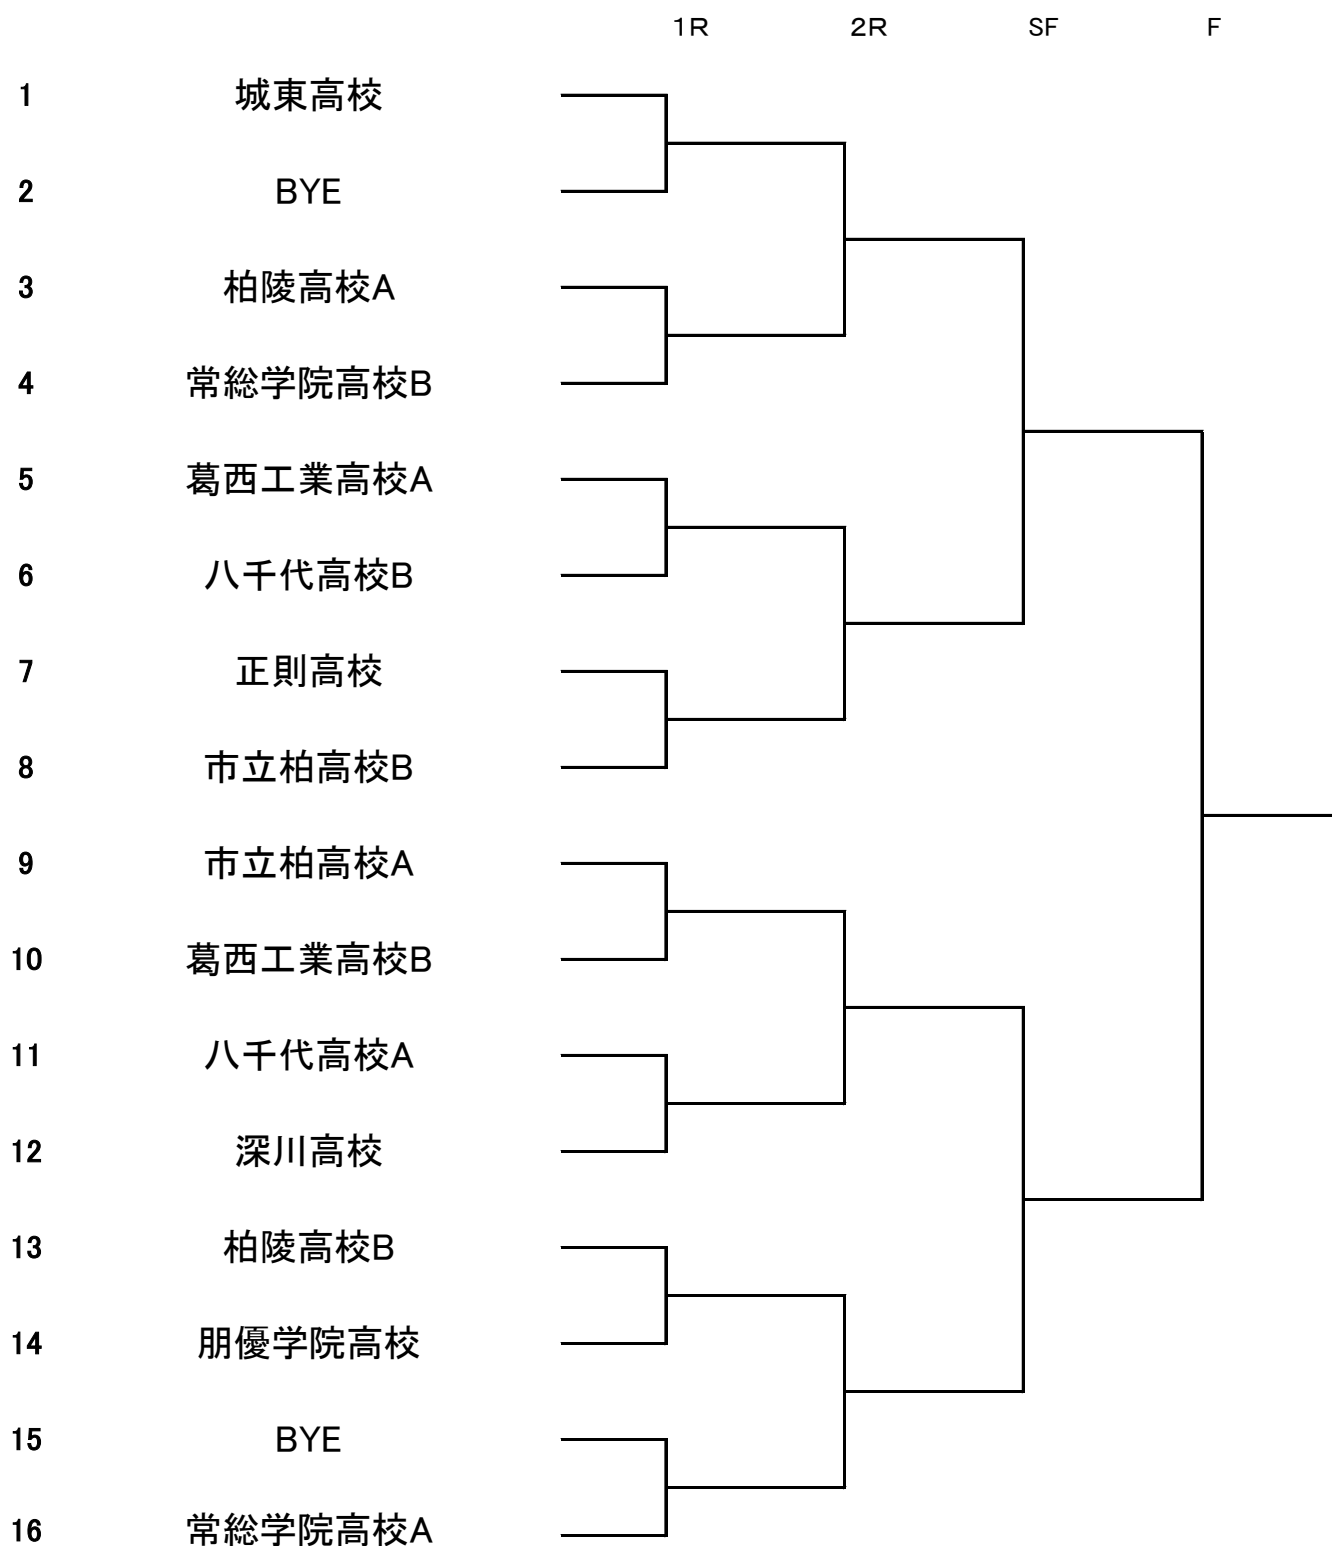 1R 2R SF F
1 城東高校
2 BYE
3 柏陵高校A
4 常総学院高校B
5 葛西工業高校A
6 八千代高校B
7 正則高校
8 市立柏高校B
9 市立柏高校A
10 葛西工業高校B
11 八千代高校A
12 深川高校
13 柏陵高校B
14 朋優学院高校
15 BYE
16 常総学院高校A